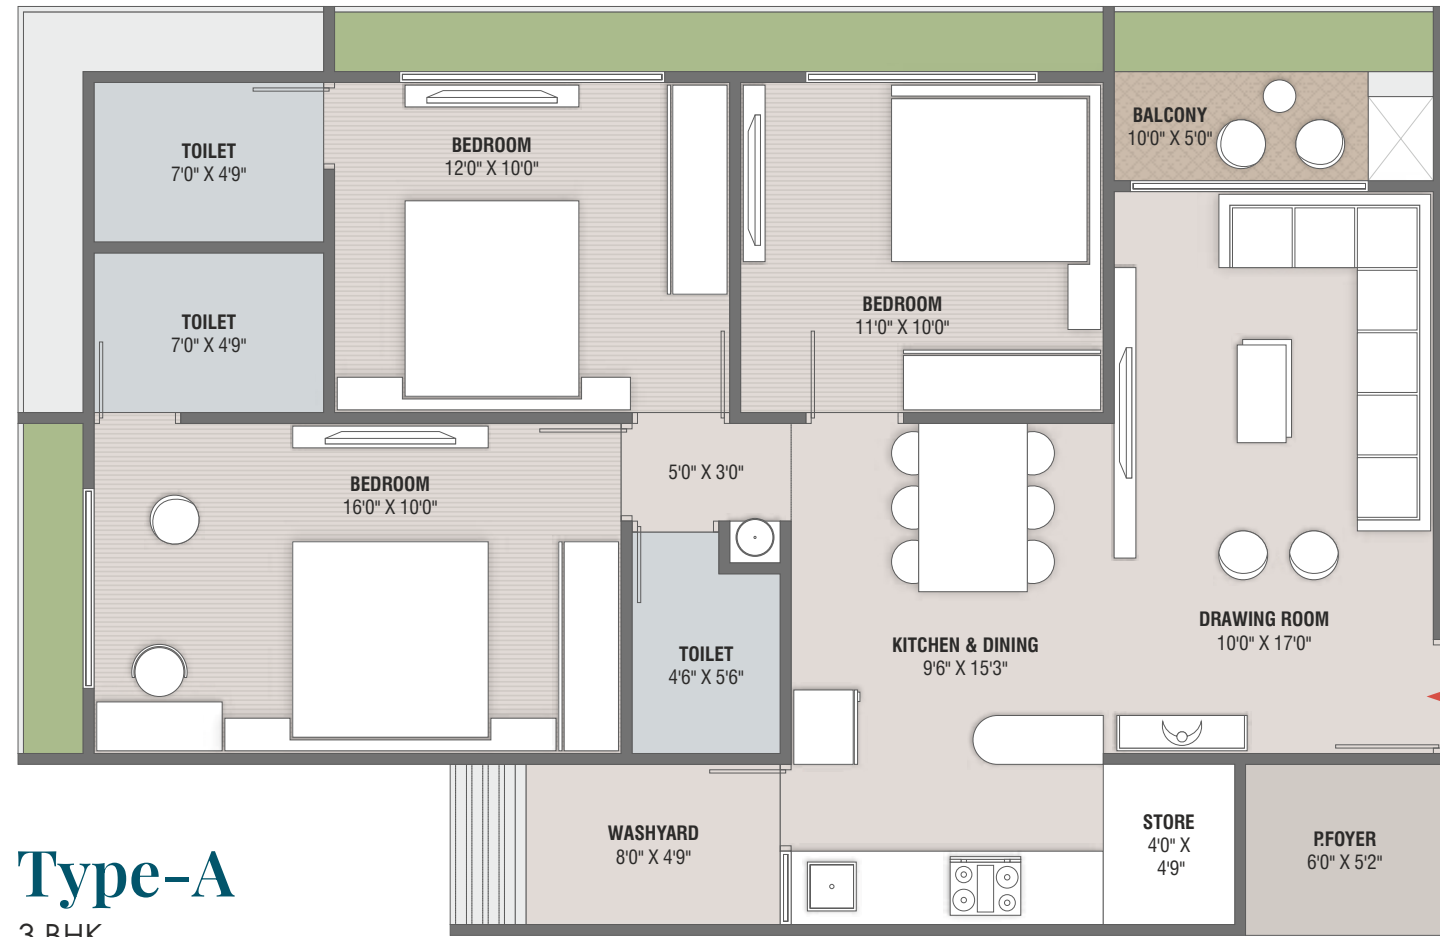 BALCONY
10'0" X 5'0"
TOILET
7'0" X 4'9"
BEDROOM
12'0" X 10'0"
BEDROOM
11'0" X 10'0"
TOILET
7'0" X 4'9"
BEDROOM
16'0" X 10'0"
5'0" X 3'0"
DRAWING ROOM
10'0" X 17'0"
KITCHEN & DINING
9'6" X 15'3"
TOILET
4'6" X 5'6"
WASHYARD
8'0" X 4'9"
STORE
4'0" X
4'9"
P.FOYER
6'0" X 5'2"
Type-A
3 BHK